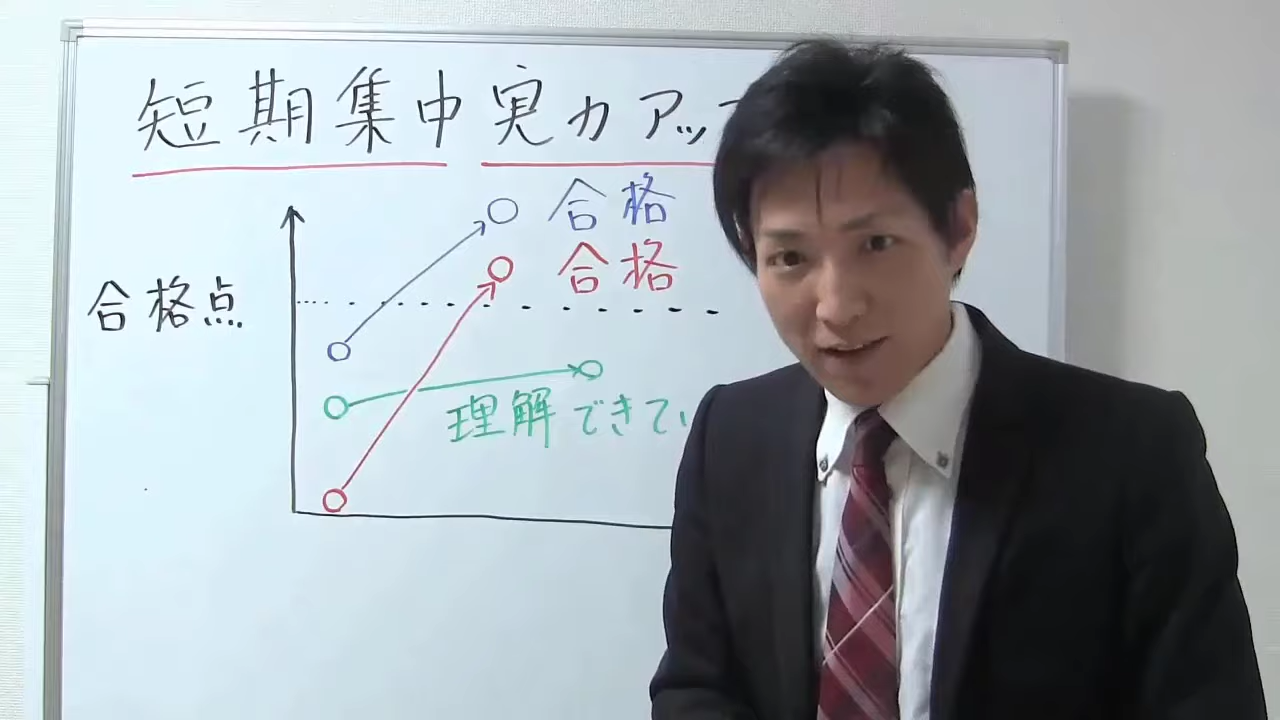 短期集中実力アッ
合格
合格
合格点
理解できてい